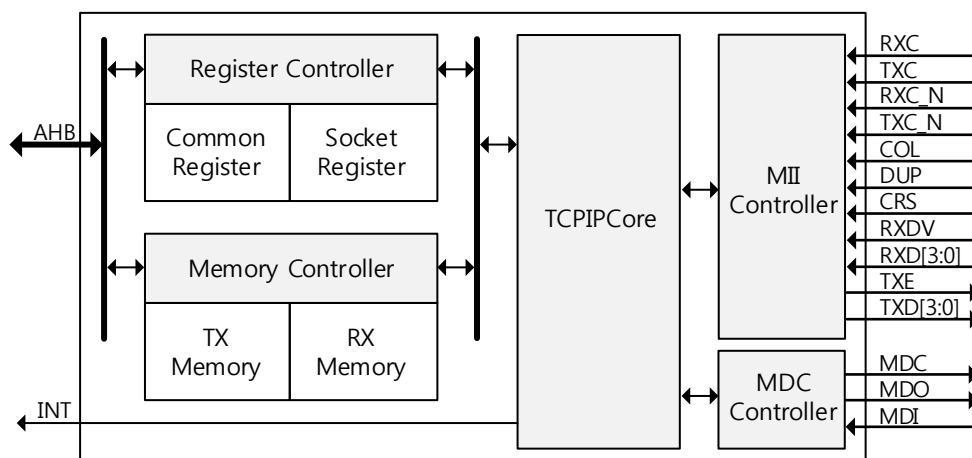 AHB
INT
Register Controller
Common
Register
Socket
Register
Memory Controller
TX
Memory
RX
Memory
TCPIPCore
MII
Controller
MDC
Controller
RXC
TXC
RXC_N
TXC_N
COL
DUP
CRS
RXDV
RXD[3:0]
TXE
TXD[3:0]
MDC
MDO
MDI